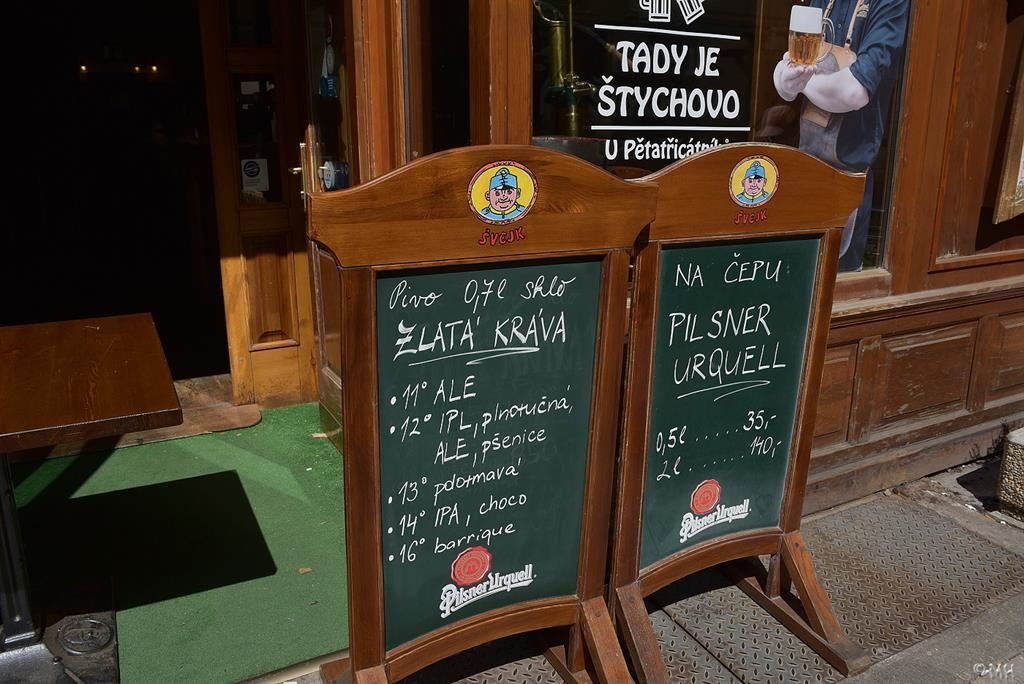 TADY JE
ŠTYCHOVO
U Pětatřicátní
ŠVEJK
Pivo 0,7l sklo
ZLATÁ KRÁVA
• 11° ALE
• 12° IPL, plnotučná,
ALE, pšenice
• 13° pdotmavá
• 14° IPA, choco
• 16° barrique
Pilsner Urquell
ŠVEJK
NA ČEPU
PILSNER
URQUELL
0,5l ..... 35,-
2l ....... 140,-
Pilsner Urquell
©MH